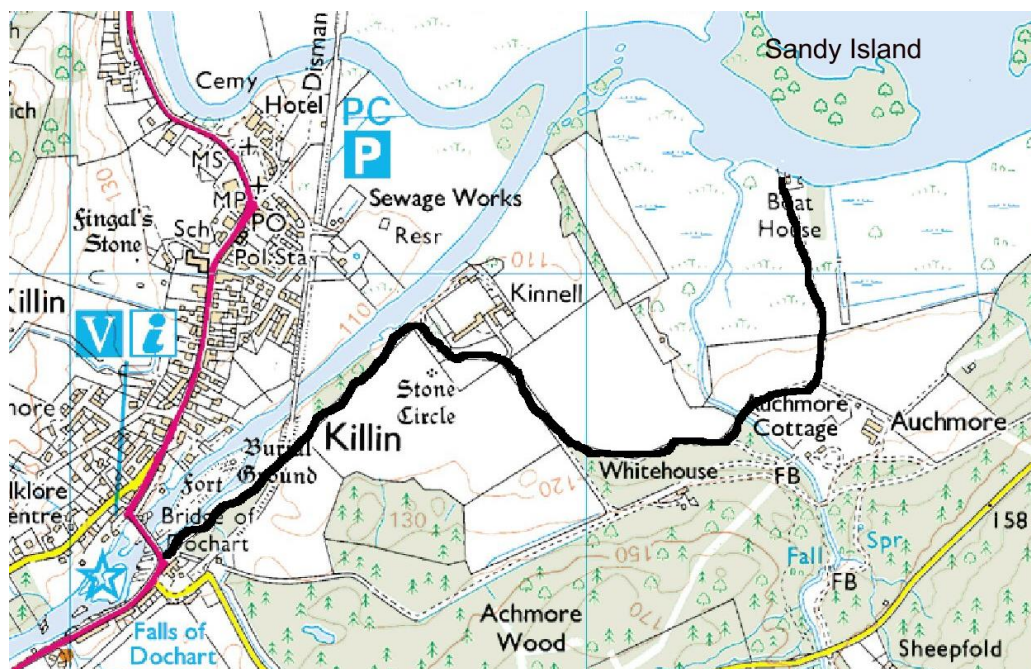 Sandy Island
Cemy
Hotel
Disman
PC
P
MS
MP
PO
Sch
Pol Sta
Fingal's
Stone
Sewage Works
Resr
130
110
110
Kinnell
Boat
House
Killin
V i
Stone
Circle
Killin
Burial
Ground
Fort
Bridge of
Dochart
Whitehouse
Auchmore
Cottage
Auchmore
FB
120
130
150
170
158
Fall
Spr
FB
Achmore
Wood
Falls of
Dochart
Sheepfold